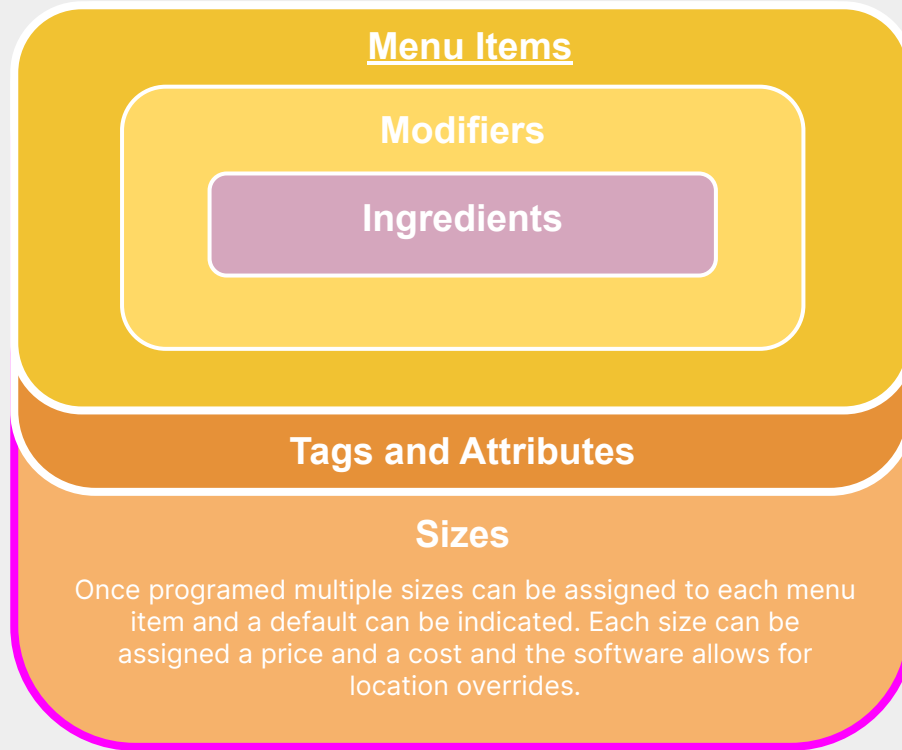 Menu Items
Modifiers
Ingredients
Tags and Attributes
Sizes
Once programed multiple sizes can be assigned to each menu
item and a default can be indicated. Each size can be
assigned a price and a cost and the software allows for
location overrides.